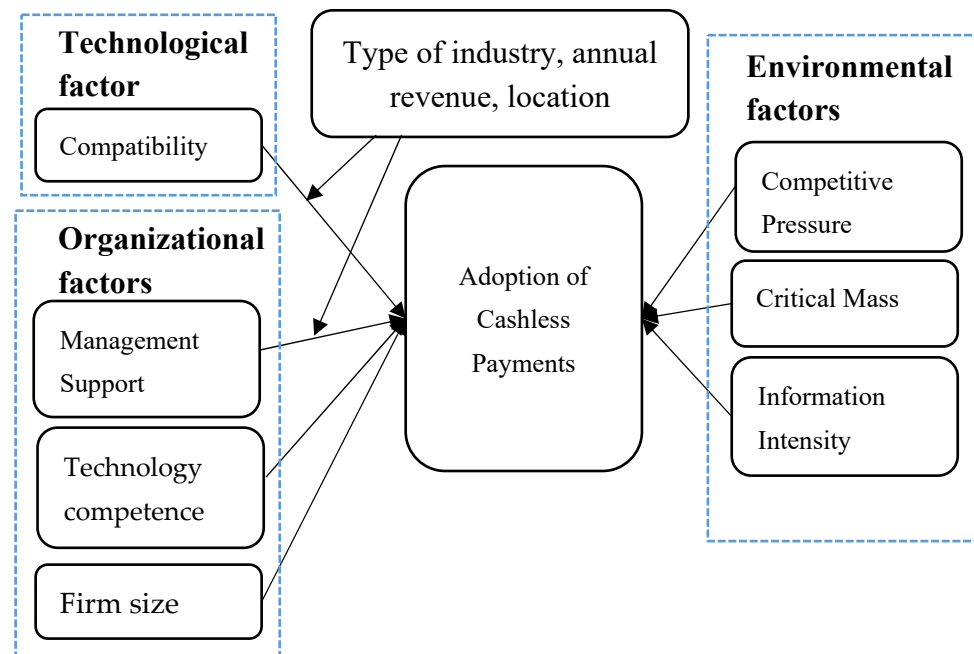 Technological
factor
Compatibility
Organizational
factors
Management
Support
Technology
competence
Firm size
Type of industry, annual
revenue, location
Adoption of
Cashless
Payments
Environmental
factors
Competitive
Pressure
Critical Mass
Information
Intensity